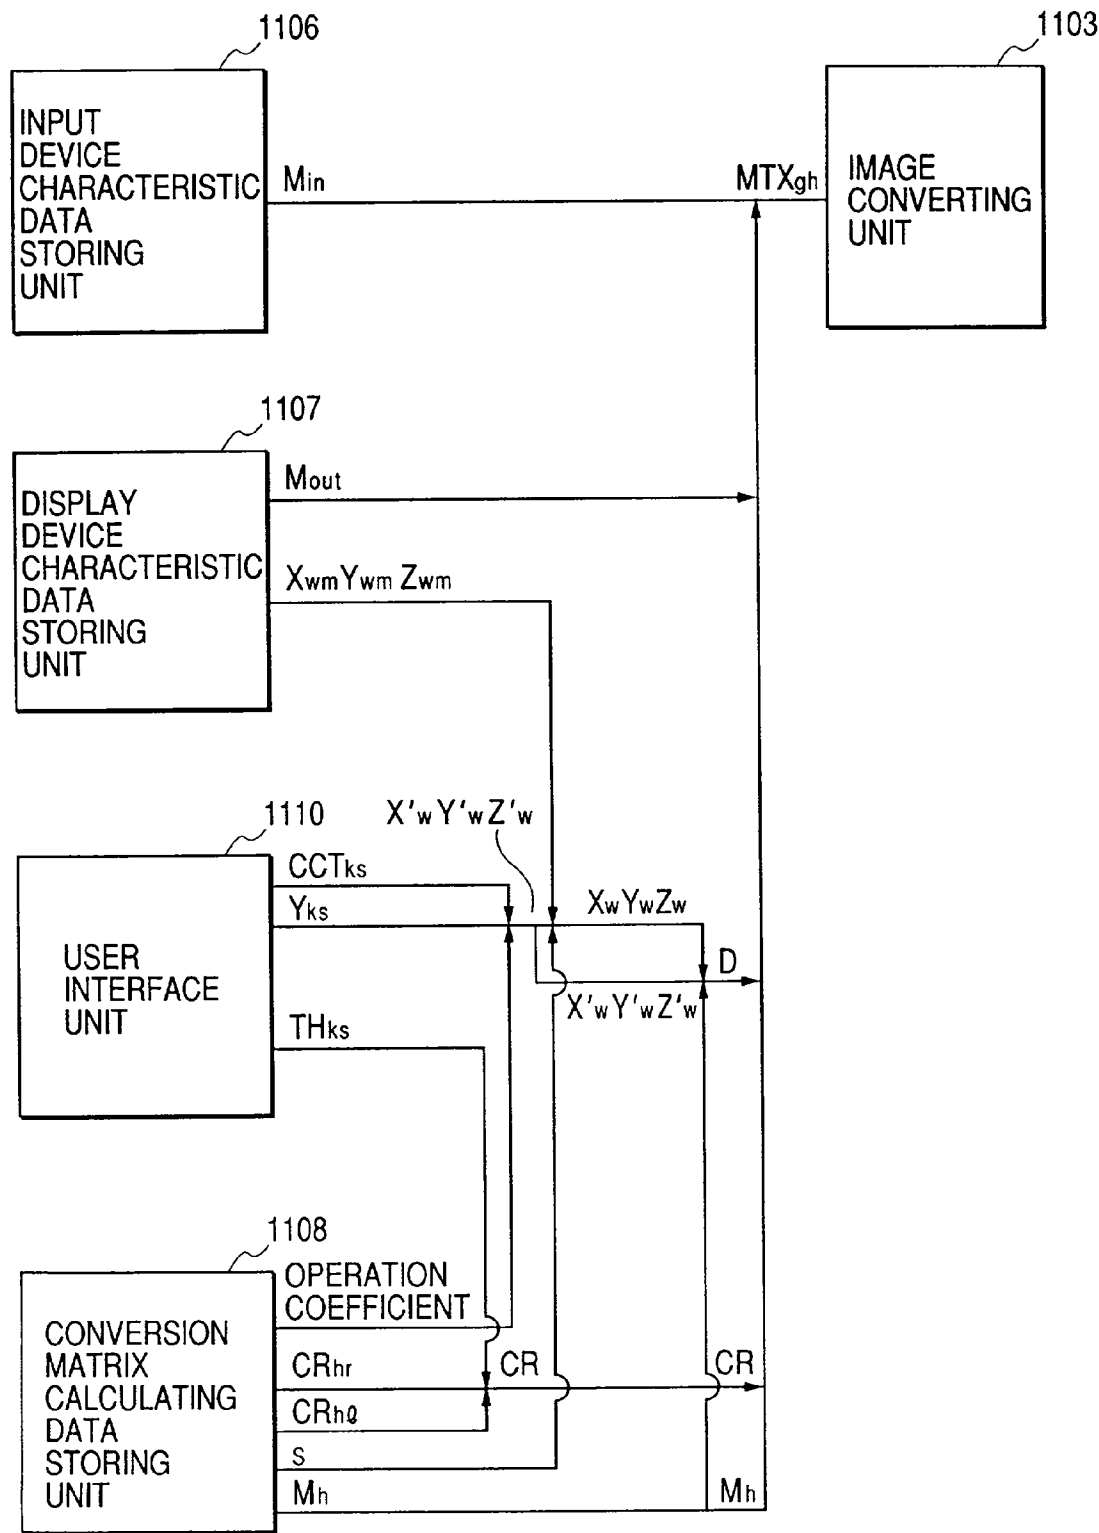 1106
1103
INPUT
DEVICE
CHARACTERISTIC
DATA
STORING
UNIT
Min
MTXgh
IMAGE
CONVERTING
UNIT
1107
DISPLAY
DEVICE
CHARACTERISTIC
DATA
STORING
UNIT
Mout
XwmYwm Zwm
1110
USER
INTERFACE
UNIT
CCTks
Yks
THks
X'wY'wZ'w
XwYwZw
D
X'wY'wZ'w
1108
CONVERSION
MATRIX
CALCULATING
DATA
STORING
UNIT
OPERATION
COEFFICIENT
CRhr
CR
CR
CRhℓ
s
Mh
Mh